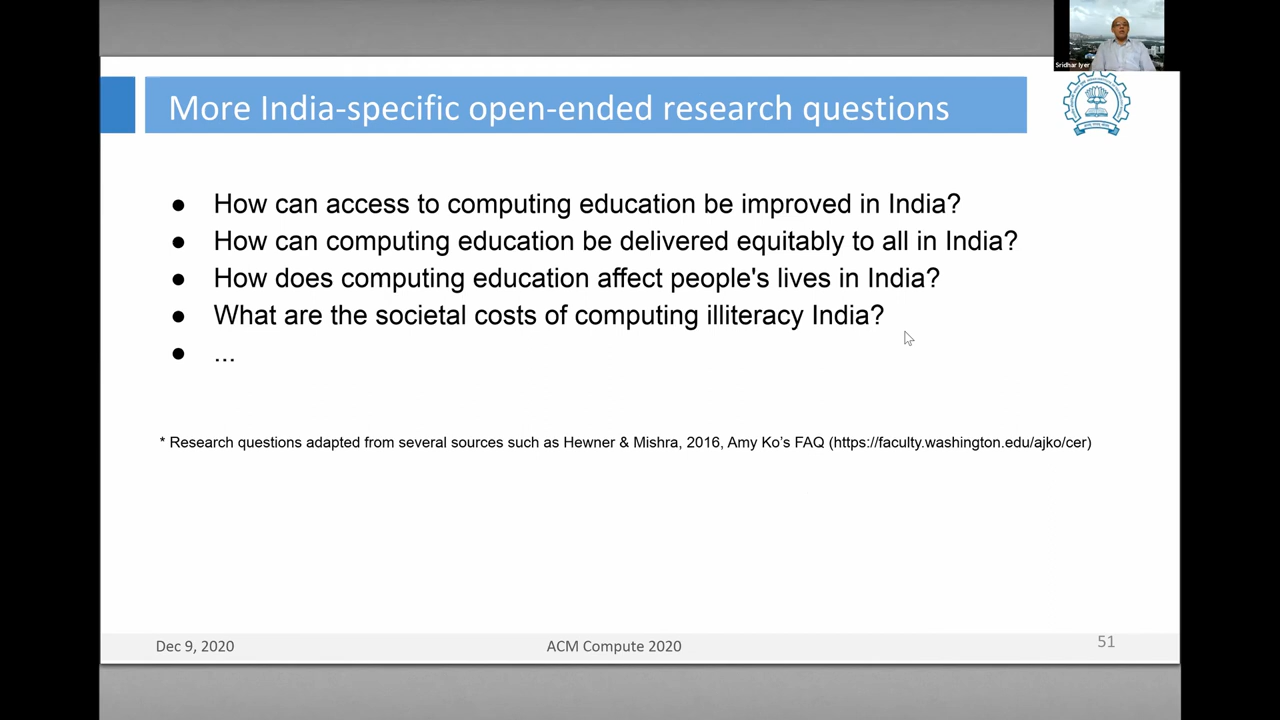 Sridhar Iyer
More India-specific open-ended research questions
● How can access to computing education be improved in India?
● How can computing education be delivered equitably to all in India?
● How does computing education affect people's lives in India?
● What are the societal costs of computing illiteracy India?
● ...
* Research questions adapted from several sources such as Hewner & Mishra, 2016, Amy Ko’s FAQ (https://faculty.washington.edu/ajko/cer)
Dec 9, 2020
ACM Compute 2020
51